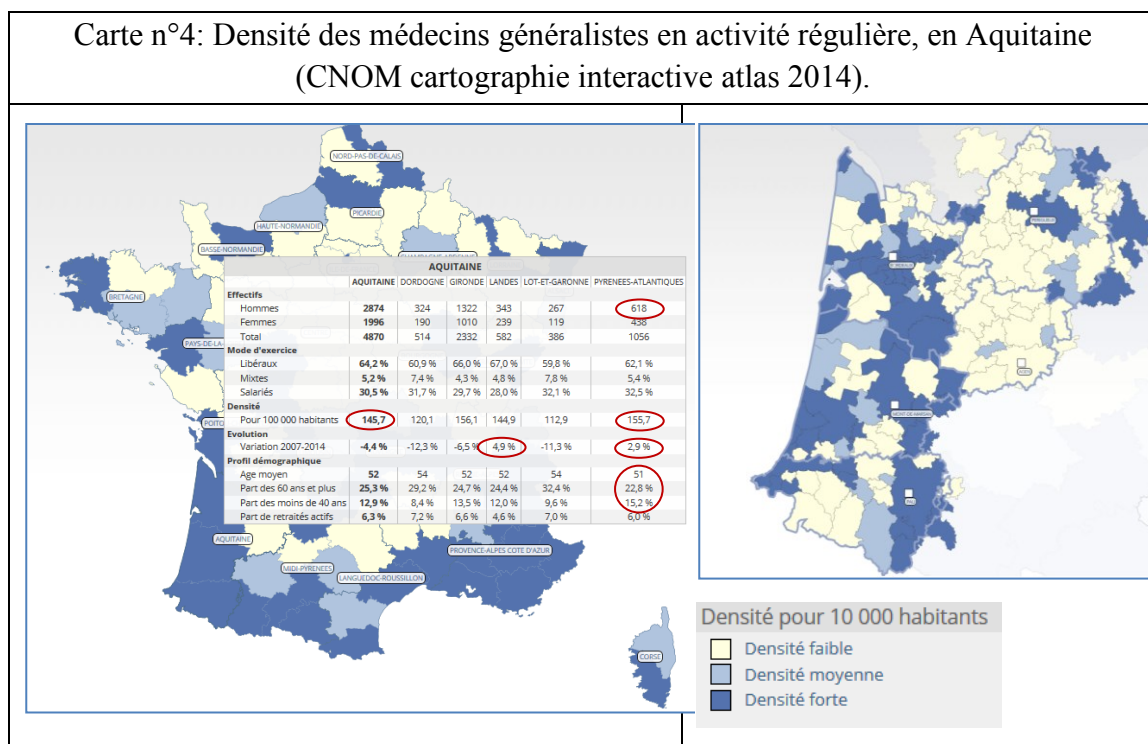 Carte n°4: Densité des médecins généralistes en activité régulière, en Aquitaine
(CNOM cartographie interactive atlas 2014).
NORD-PAS-DE-CALAIS
PICARDIE
HAUTE-NORMANDIE
BASSE-NORMANDIE
BRETAGNE
PAYS-DE-LA-
POITO
AQUITAINE
AQUITAINE DORDOGNE GIRONDE LANDES LOT-ET-GARONNE PYRENEES-ATLANTIQUES
Effectifs
Hommes 2874 324 1322 343 267 618
Femmes 1996 190 1010 239 119 438
Total 4870 514 2332 582 386 1056
Mode d'exercice
Libéraux 64,2 % 60,9 % 66,0 % 67,0 % 59,8 % 62,1 %
Mixtes 5,2 % 7,4 % 4,3 % 4,8 % 7,8 % 5,4 %
Salariés 30,5 % 31,7 % 29,7 % 28,0 % 32,1 % 32,5 %
Densité
Pour 100 000 habitants 145,7 120,1 156,1 144,9 112,9 155,7
Evolution
Variation 2007-2014 -4,4 % -12,3 % -6,5 % 4,9 % -11,3 % 2,9 %
Profil démographique
Age moyen 52 54 52 52 54 51
Part des 60 ans et plus 25,3 % 29,2 % 24,7 % 24,4 % 32,4 % 22,8 %
Part des moins de 40 ans 12,9 % 8,4 % 13,5 % 12,0 % 9,6 % 15,2 %
Part de retraités actifs 6,3 % 7,2 % 6,6 % 4,6 % 7,0 % 6,0 %
AQUITAINE
MIDI-PYRENEES
LANGUEDOC-ROUSSILLON
PROVENCE-ALPES COTE D'AZUR
CORSE
MONT-DE-MARSAN
PAU
Densité pour 10 000 habitants
Densité faible
Densité moyenne
Densité forte